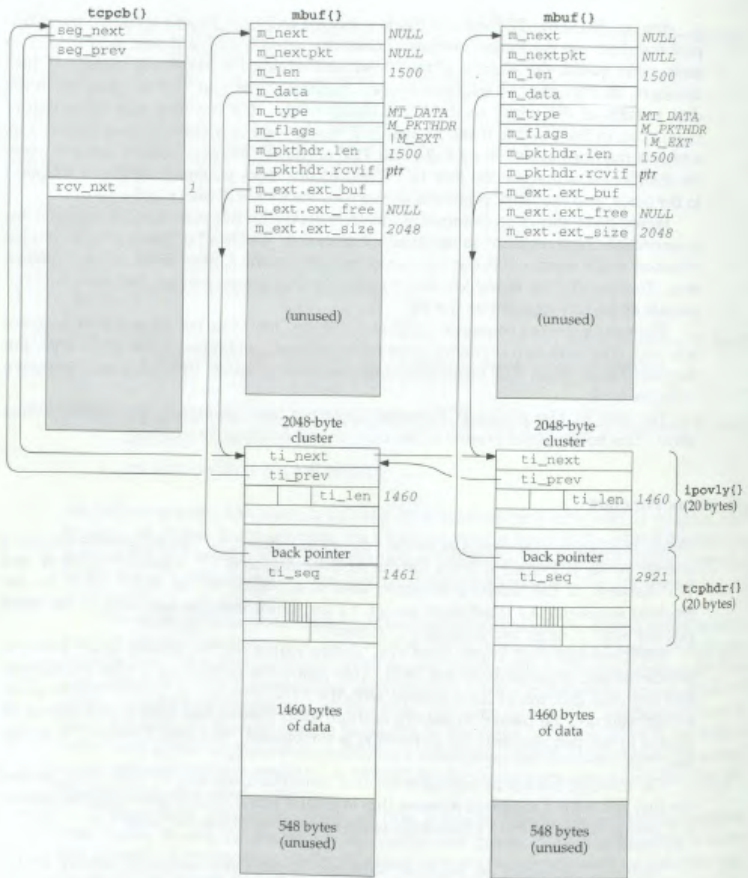 tcpcb{}
seg_next
seg_prev
rcv_nxt 1
mbuf{}
m_next NULL
m_nextpkt NULL
m_len 1500
m_data
m_type MT_DATA
m_flags M_PKTHDR
|M_EXT
m_pkthdr.len 1500
m_pkthdr.rcvif ptr
m_ext.ext_buf
m_ext.ext_free NULL
m_ext.ext_size 2048
(unused)
mbuf{}
m_next NULL
m_nextpkt NULL
m_len 1500
m_data
m_type MT_DATA
m_flags M_PKTHDR
|M_EXT
m_pkthdr.len 1500
m_pkthdr.rcvif ptr
m_ext.ext_buf
m_ext.ext_free NULL
m_ext.ext_size 2048
(unused)
2048-byte
cluster
ti_next
ti_prev
ti_len 1460
back pointer
ti_seq 1461
1460 bytes
of data
548 bytes
(unused)
2048-byte
cluster
ti_next
ti_prev
ti_len 1460
back pointer
ti_seq 2921
1460 bytes
of data
548 bytes
(unused)
ipovly{}
(20 bytes)
tcphdr{}
(20 bytes)